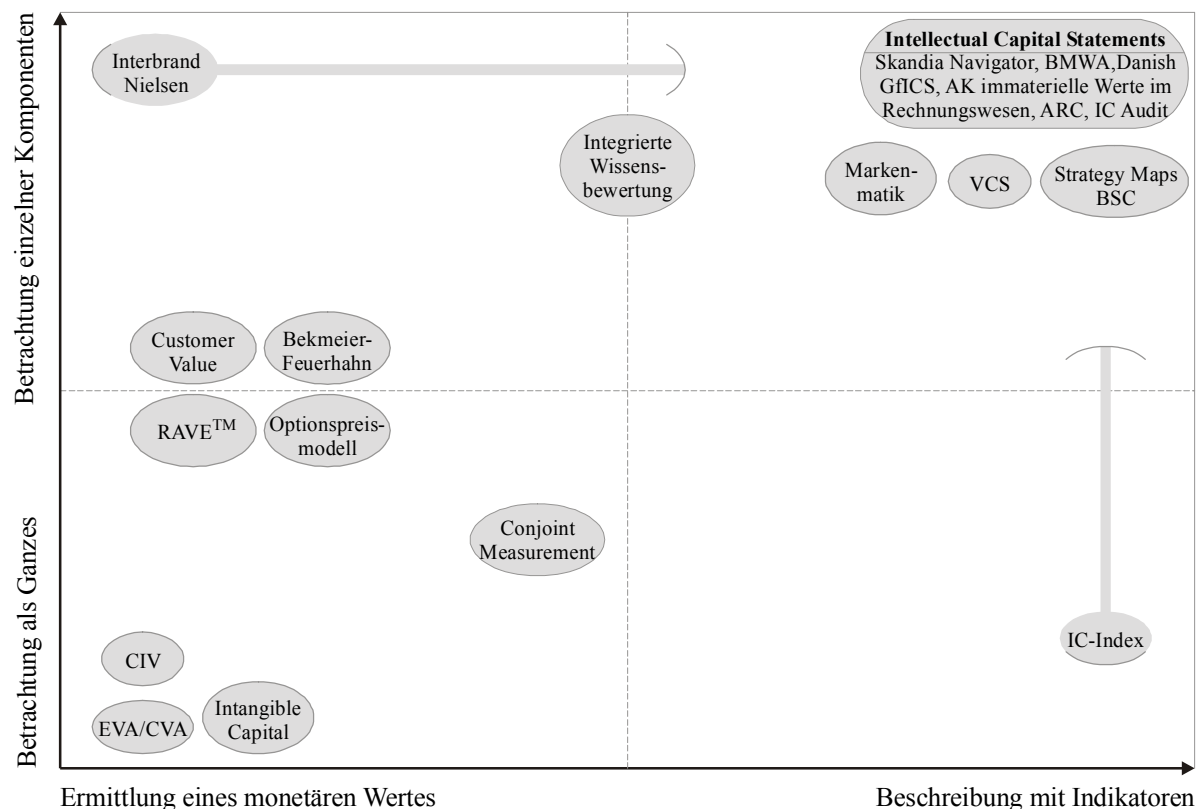 Betrachtung einzelner Komponenten
Betrachtung als Ganzes
Interbrand
Nielsen
Intellectual Capital Statements
Skandia Navigator, BMWA,Danish
GfICS, AK immaterielle Werte im
Rechnungswesen, ARC, IC Audit
Integrierte
Wissens-
bewertung
Marken-
matik
VCS
Strategy Maps
BSC
Customer
Value
Bekmeier-
Feuerhahn
RAVE™
Optionspreis-
modell
Conjoint
Measurement
IC-Index
CIV
EVA/CVA
Intangible
Capital
Ermittlung eines monetären Wertes
Beschreibung mit Indikatoren